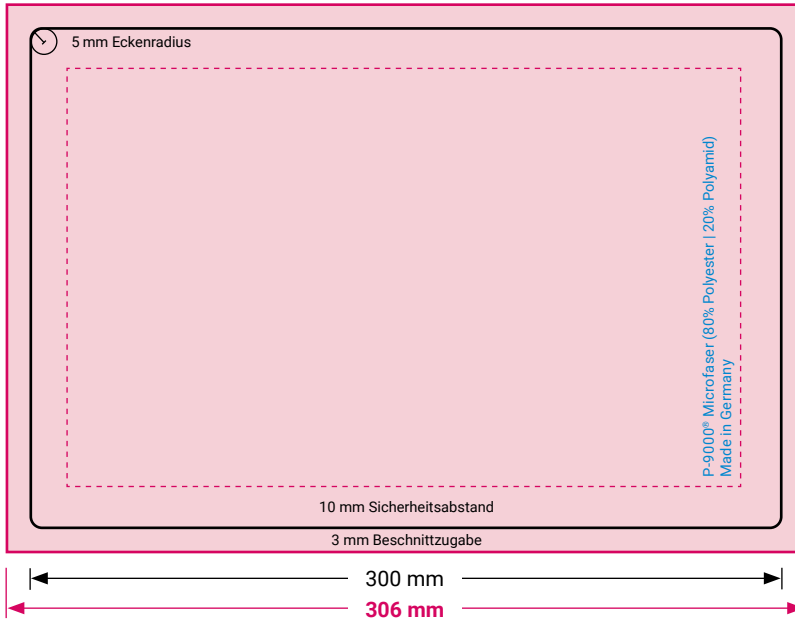 5 mm Eckenradius
P-9000® Microfaser (80% Polyester | 20% Polyamid)
Made in Germany
10 mm Sicherheitsabstand
3 mm Beschnittzugabe
300 mm
306 mm